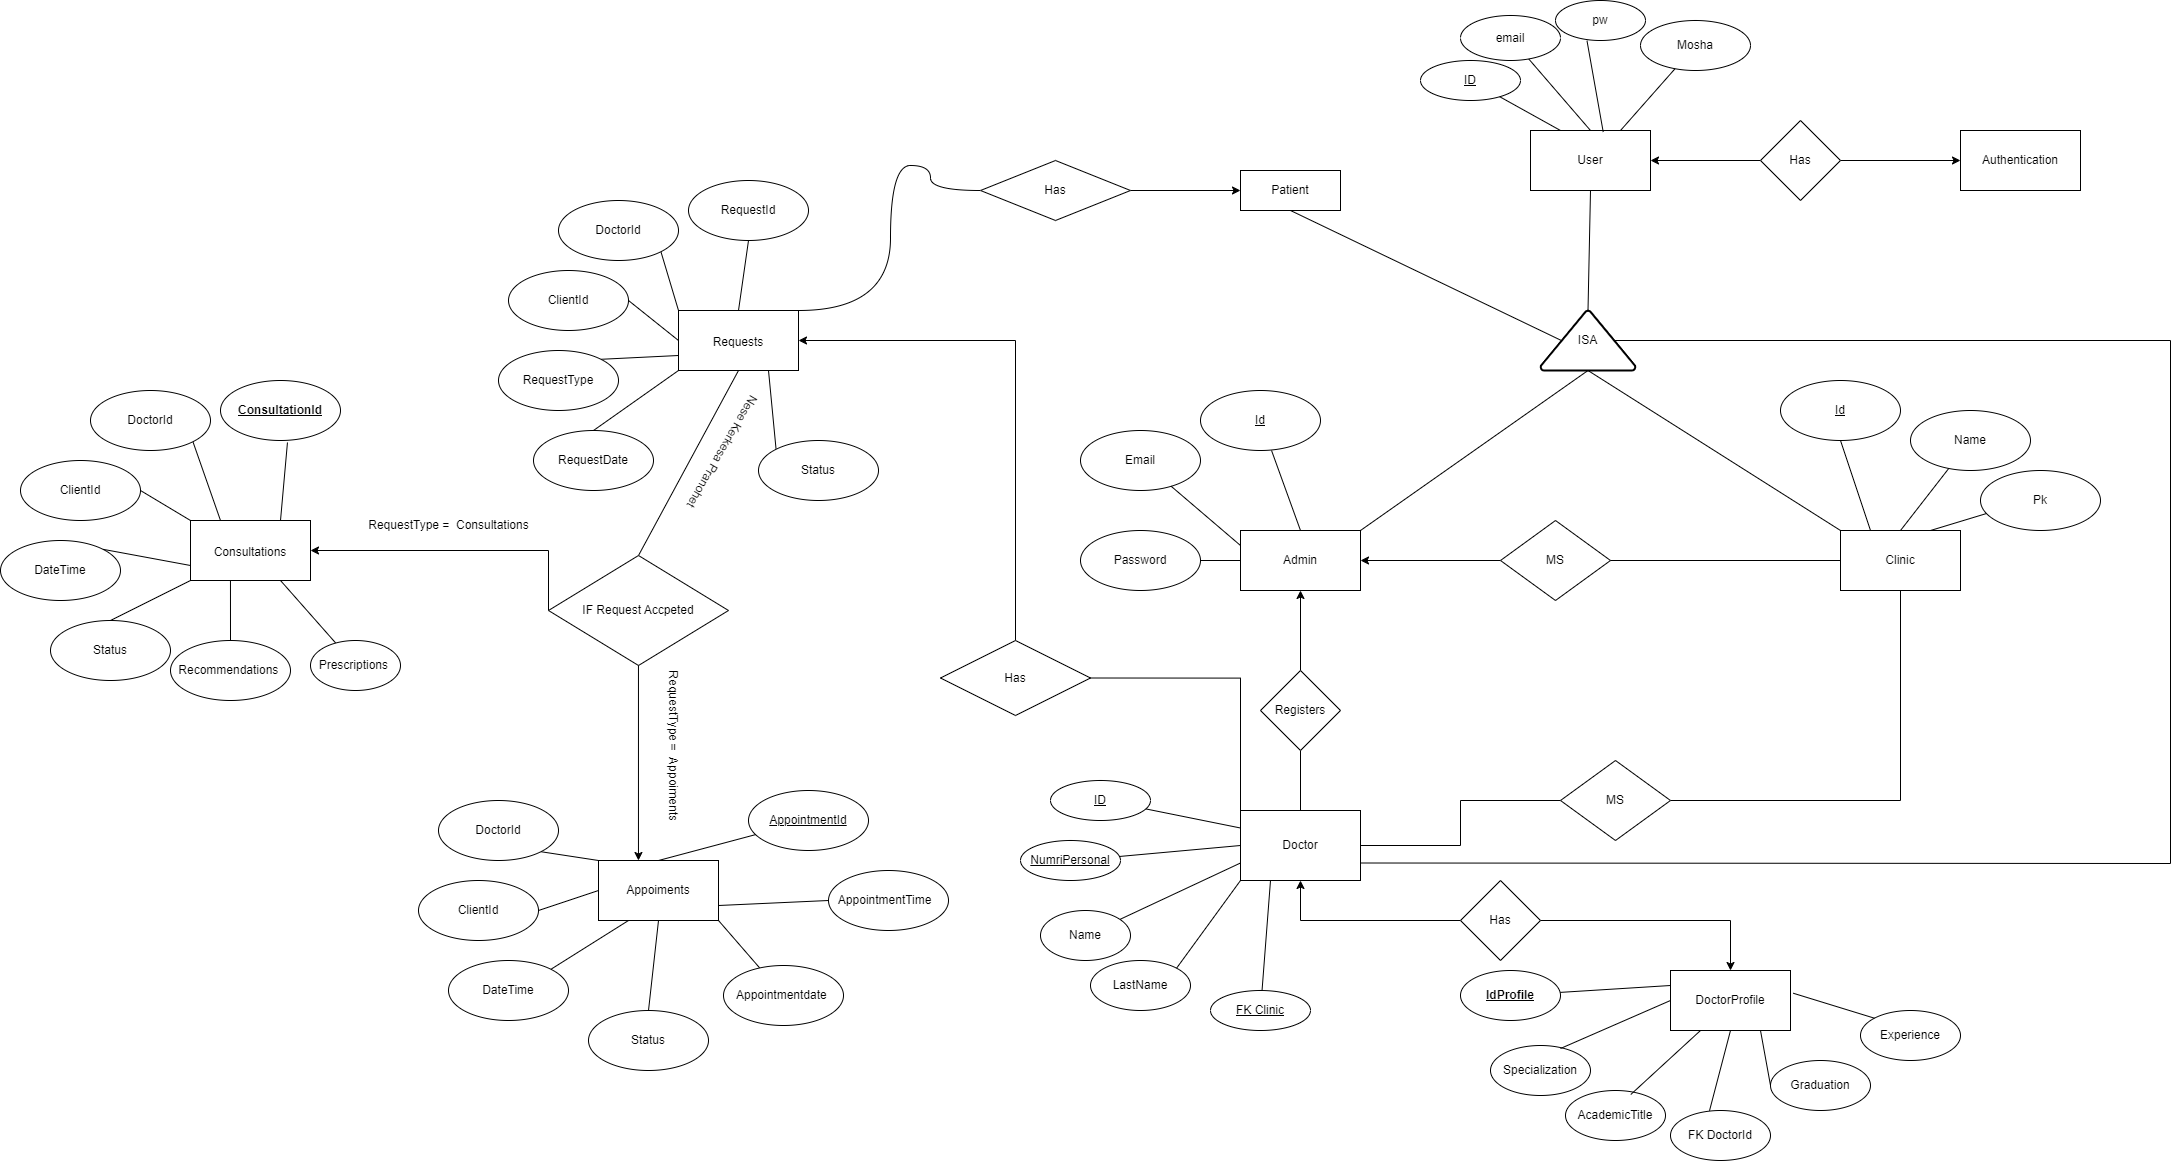 pw
email
Mosha
ID
User
Has
Authentication
Has
Patient
RequestId
DoctorId
ClientId
Requests
RequestType
RequestDate
Status
Nese Kerkesa Pranohet
ISA
ConsultationId
DoctorId
ClientId
RequestType = Consultations
Consultations
DateTime
Status
Recommendations
Prescriptions
IF Request Accpeted
RequestType = Appoiments
Id
Email
Password
Admin
MS
Id
Name
Pk
Clinic
Has
Registers
MS
ID
NumriPersonal
Doctor
Name
LastName
FK Clinic
Has
DoctorId
AppointmentId
Appoiments
AppointmentTime
ClientId
DateTime
Appointmentdate
Status
IdProfile
DoctorProfile
Experience
Specialization
Graduation
AcademicTitle
FK DoctorId